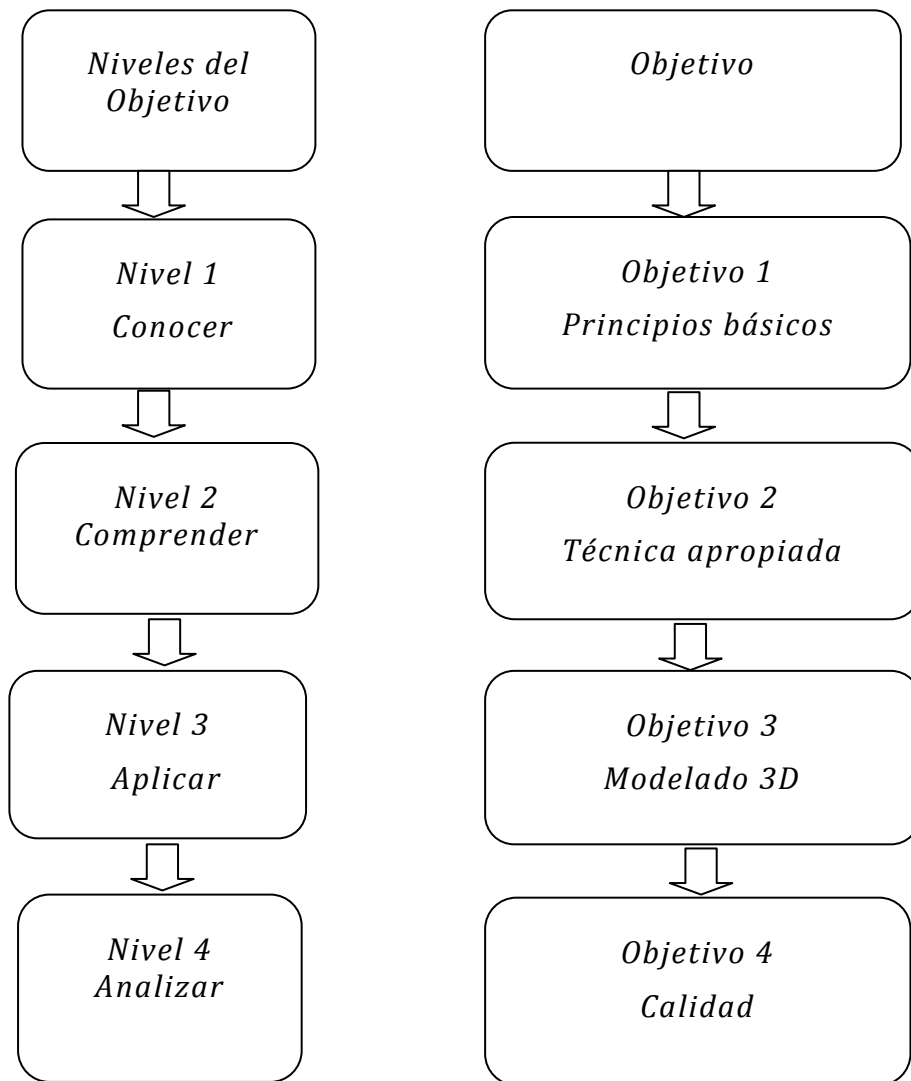 Niveles del
Objetivo
Objetivo
Nivel 1
Conocer
Objetivo 1
Principios básicos
Nivel 2
Comprender
Objetivo 2
Técnica apropiada
Nivel 3
Aplicar
Objetivo 3
Modelado 3D
Nivel 4
Analizar
Objetivo 4
Calidad